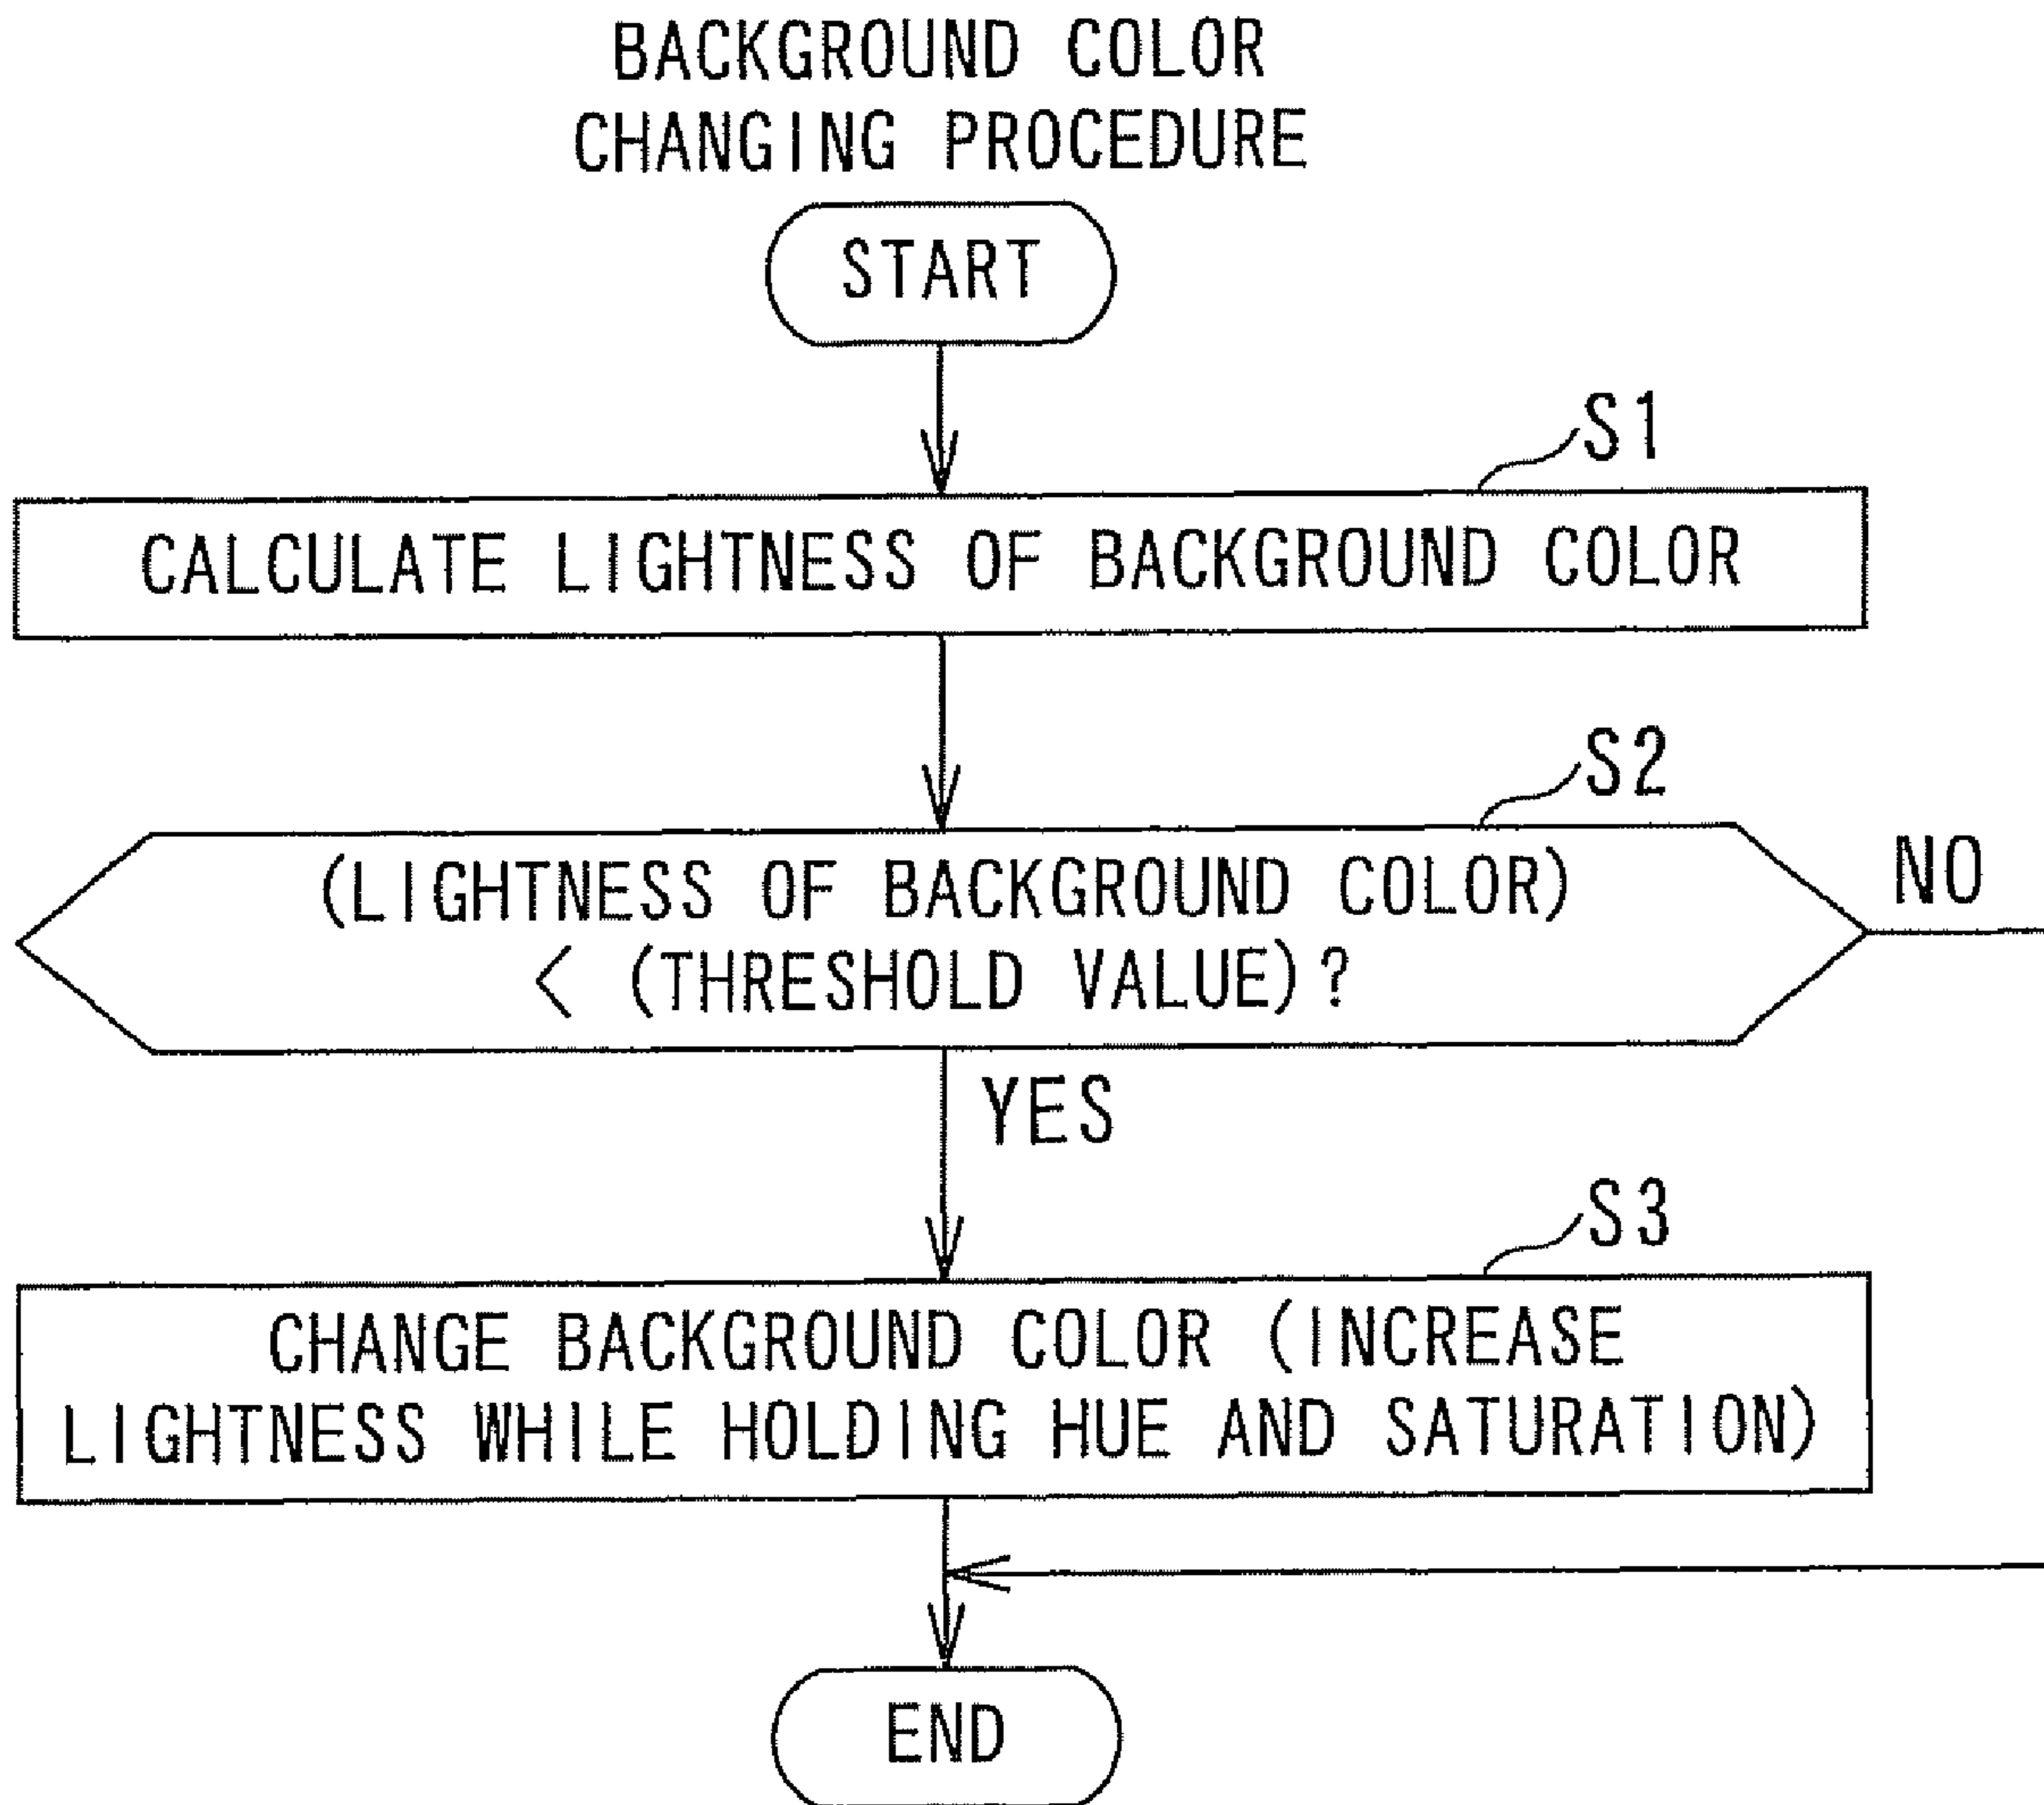 BACKGROUND COLOR
CHANGING PROCEDURE
START
S1
CALCULATE LIGHTNESS OF BACKGROUND COLOR
S2
(LIGHTNESS OF BACKGROUND COLOR)
< (THRESHOLD VALUE)?
NO
YES
S3
CHANGE BACKGROUND COLOR (INCREASE
LIGHTNESS WHILE HOLDING HUE AND SATURATION)
END